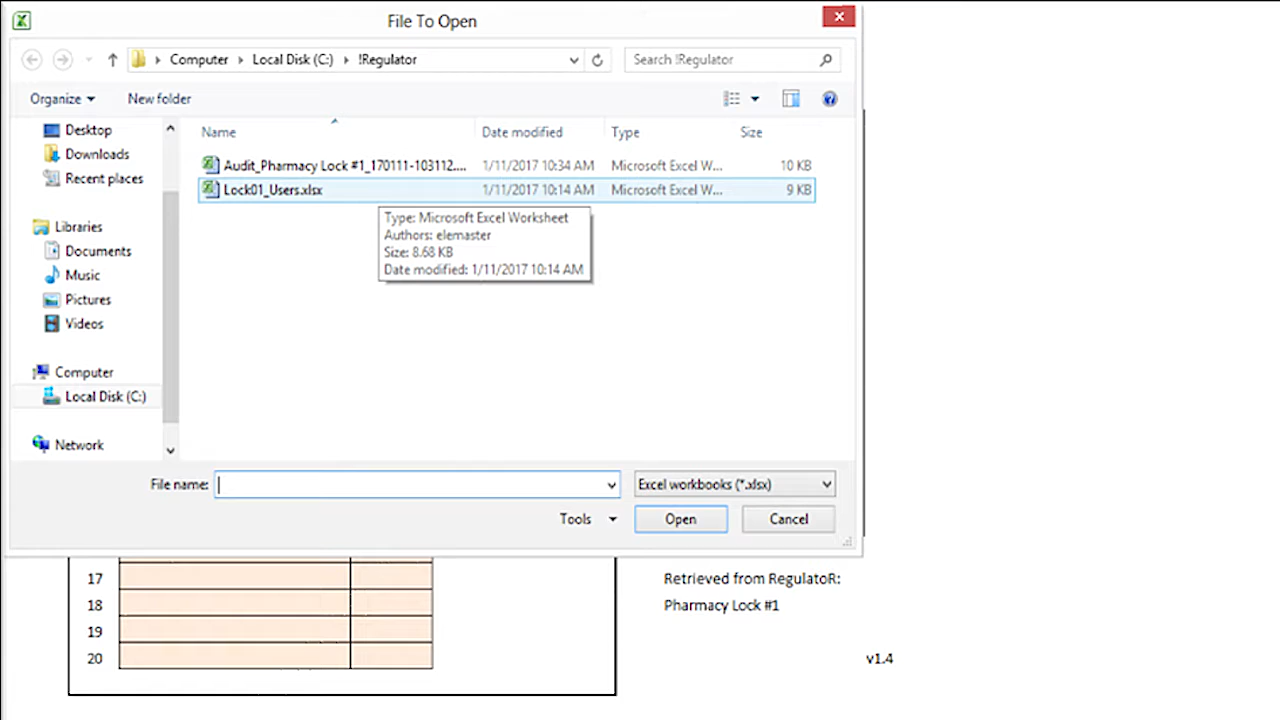 File To Open
Computer Local Disk (C:) !Regulator
Search !Regulator
Organize
New folder
Name Date modified Type Size
Desktop
Downloads
Recent places
Libraries
Documents
Music
Pictures
Videos
Computer
Local Disk (C:)
Network
Audit_Pharmacy Lock #1_170111-103112.... 1/11/2017 10:34 AM Microsoft Excel W... 10 KB
Lock01_Users.xlsx 1/11/2017 10:14 AM Microsoft Excel W... 9 KB
Type: Microsoft Excel Worksheet
Authors: elemaster
Size: 8.68 KB
Date modified: 1/11/2017 10:14 AM
File name:
Excel workbooks (*.xlsx)
Tools
Open
Cancel
17
18
19
20
Retrieved from RegulatoR:
Pharmacy Lock #1
v1.4